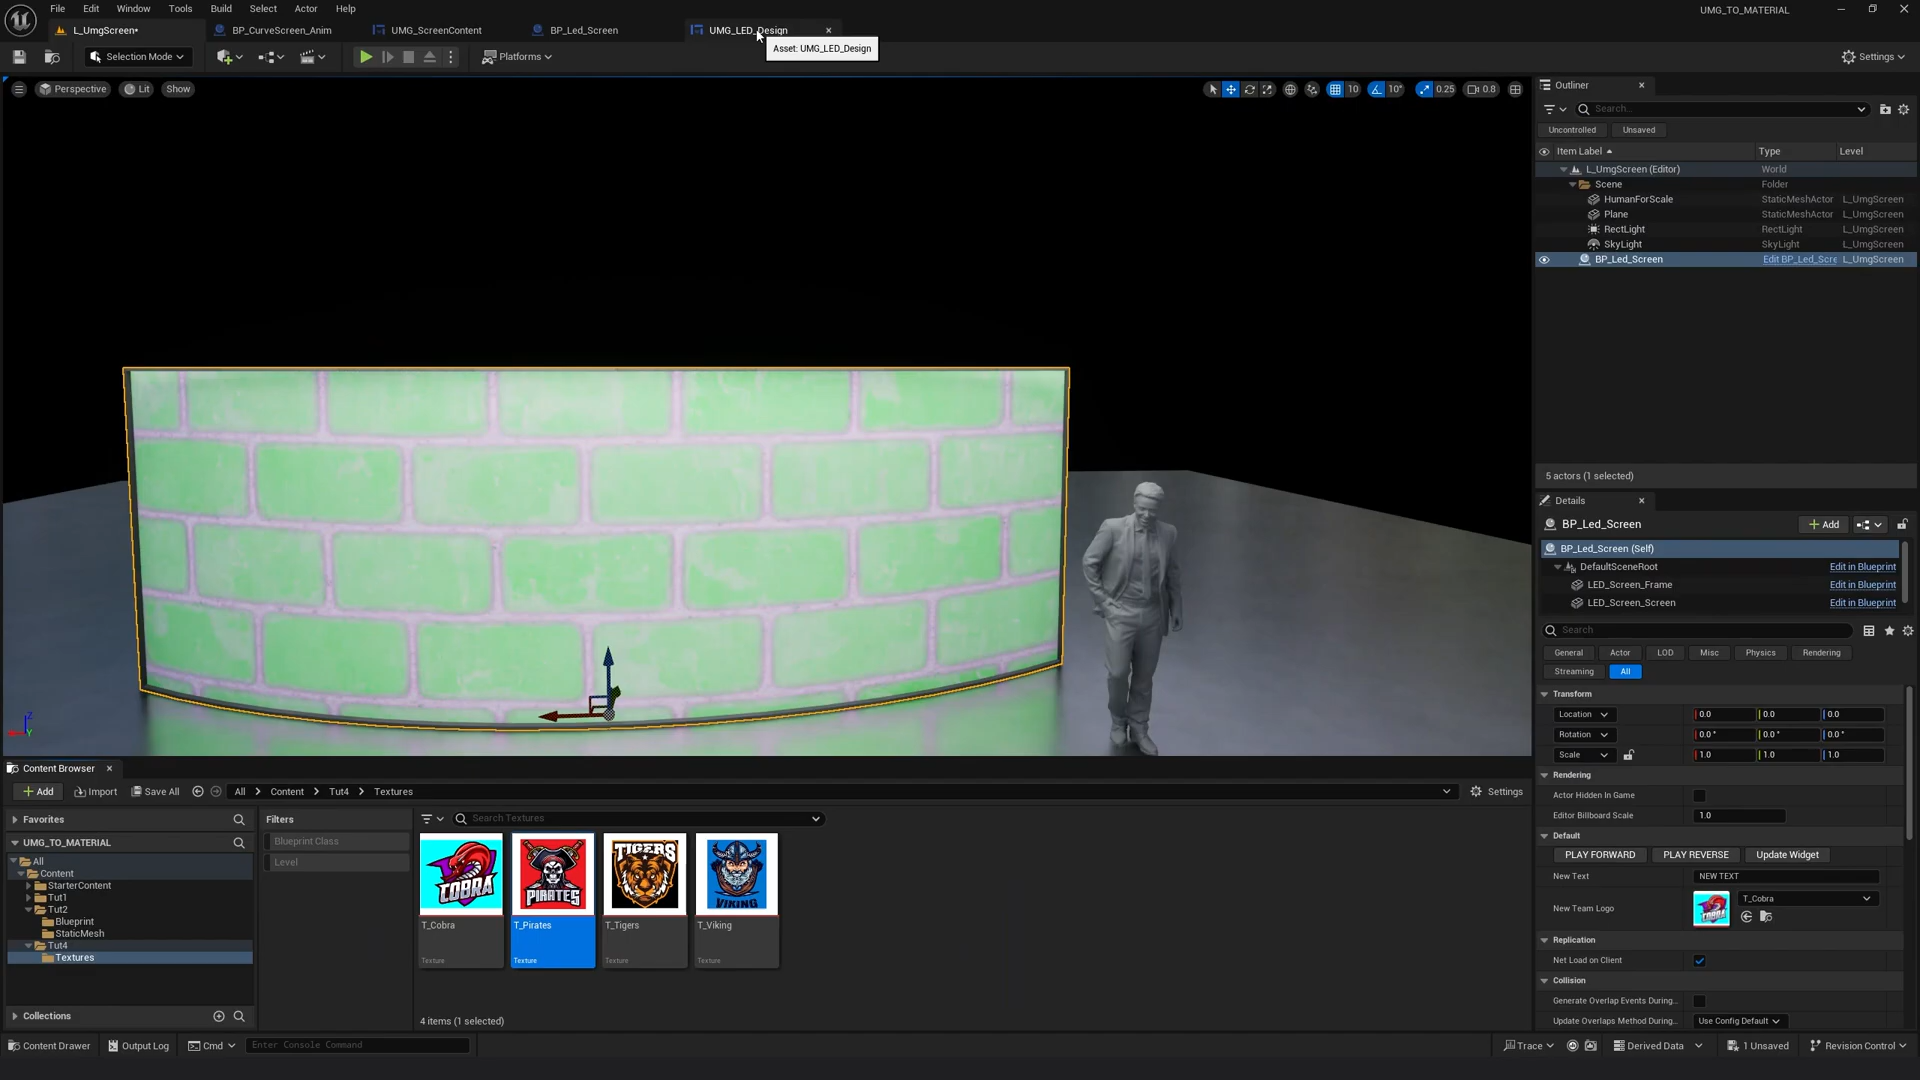 File Edit Window Tools Build Select Actor Help
UMG_TO_MATERIAL
L_UmgScreen•
BP_CurveScreen_Anim
UMG_ScreenContent
BP_Led_Screen
UMG_LED_Design
Asset: UMG_LED_Design
Selection Mode
Platforms
Settings
Perspective Lit Show
10 10° 0.25 0.8
Outliner
Search...
Uncontrolled Unsaved
Item Label Type Level
L_UmgScreen (Editor) World
Scene Folder
HumanForScale StaticMeshActor L_UmgScreen
Plane StaticMeshActor L_UmgScreen
RectLight RectLight L_UmgScreen
SkyLight SkyLight L_UmgScreen
BP_Led_Screen Edit BP_Led_Scre L_UmgScreen
5 actors (1 selected)
Details
BP_Led_Screen
Add
BP_Led_Screen (Self)
DefaultSceneRoot Edit in Blueprint
LED_Screen_Frame Edit in Blueprint
LED_Screen_Screen Edit in Blueprint
Search
General Actor LOD Misc Physics Rendering
Streaming All
Transform
Location 0.0 0.0 0.0
Rotation 0.0° 0.0° 0.0°
Scale 1.0 1.0 1.0
Rendering
Actor Hidden In Game
Editor Billboard Scale 1.0
Default
PLAY FORWARD PLAY REVERSE Update Widget
New Text NEW TEXT
New Team Logo T_Cobra
Replication
Net Load on Client
Collision
Generate Overlap Events During...
Update Overlaps Method During... Use Config Default
Z
Y
Content Browser
Add Import Save All All Content Tut4 Textures Settings
Favorites
UMG_TO_MATERIAL
All
Content
StarterContent
Tut1
Tut2
Blueprint
StaticMesh
Tut4
Textures
Collections
Filters
Blueprint Class
Level
Search Textures
COBRA PIRATES TIGERS VIKING
T_Cobra T_Pirates T_Tigers T_Viking
Texture Texture Texture Texture
4 items (1 selected)
Content Drawer Output Log Cmd Enter Console Command
Trace Derived Data 1 Unsaved Revision Control